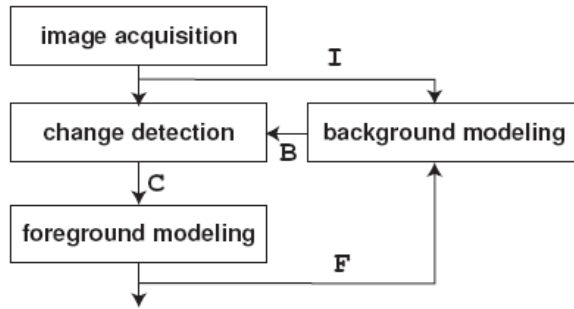 image acquisition
I
change detection
background modeling
B
C
foreground modeling
F